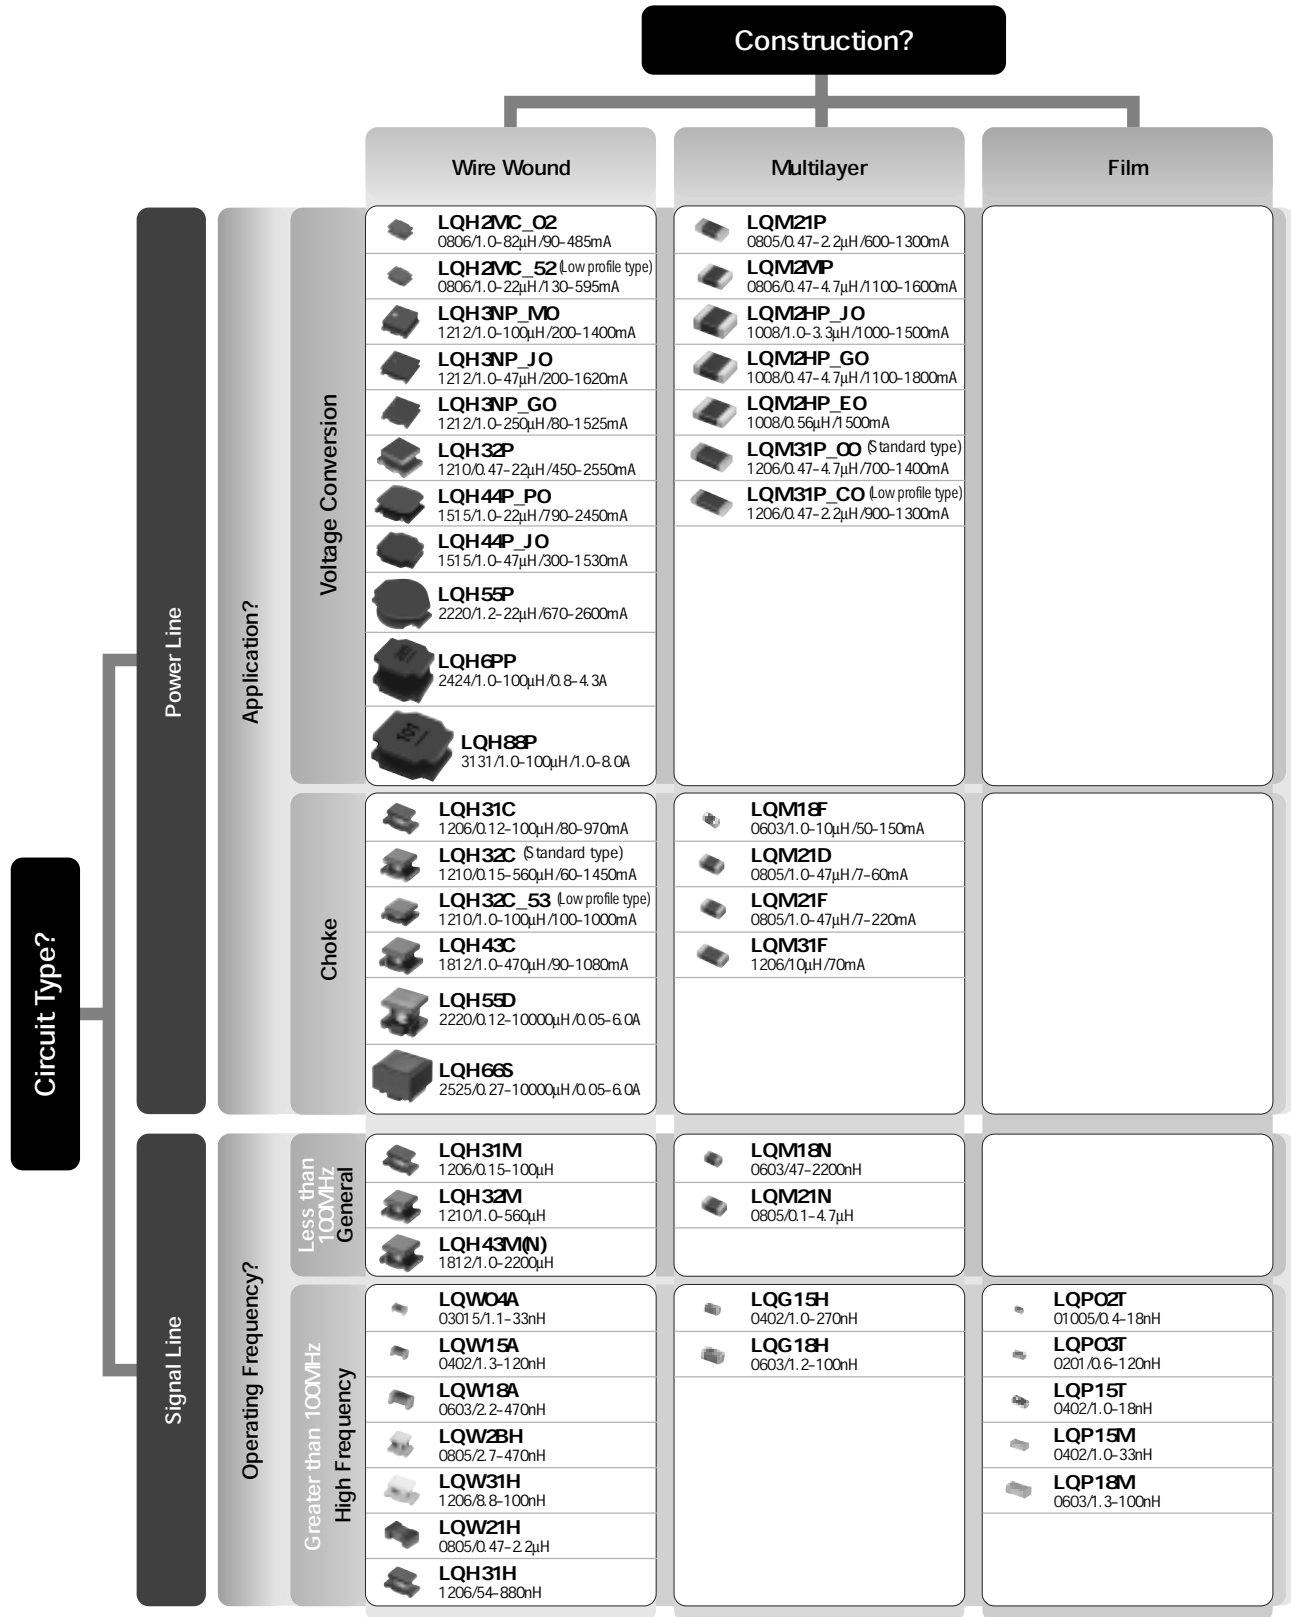 Construction?
Wire Wound
Multilayer
Film
Circuit Type?
Power Line
Application?
Voltage Conversion
LQH2MC_02
0806/1.0–82µH/90–485mA
LQH2MC_52 (Low profile type)
0806/1.0–22µH/130–595mA
LQH3NP_M0
1212/1.0–100µH/200–1400mA
LQH3NP_J0
1212/1.0–47µH/200–1620mA
LQH3NP_G0
1212/1.0–250µH/80–1525mA
LQH32P
1210/0.47–22µH/450–2550mA
LQH44P_P0
1515/1.0–22µH/790–2450mA
LQH44P_J0
1515/1.0–47µH/300–1530mA
LQH55P
2220/1.2–22µH/670–2600mA
LQH6PP
2424/1.0–100µH/0.8–4.3A
LQH88P
3131/1.0–100µH/1.0–8.0A
LQM21P
0805/0.47–2.2µH/600–1300mA
LQM2MP
0806/0.47–4.7µH/1100–1600mA
LQM2HP_J0
1008/1.0–3.3µH/1000–1500mA
LQM2HP_G0
1008/0.47–4.7µH/1100–1800mA
LQM2HP_E0
1008/0.56µH/1500mA
LQM31P_00 (Standard type)
1206/0.47–4.7µH/700–1400mA
LQM31P_C0 (Low profile type)
1206/0.47–2.2µH/900–1300mA
Choke
LQH31C
1206/0.12–100µH/80–970mA
LQH32C (Standard type)
1210/0.15–560µH/60–1450mA
LQH32C_53 (Low profile type)
1210/1.0–100µH/100–1000mA
LQH43C
1812/1.0–470µH/90–1080mA
LQH55D
2220/0.12–10000µH/0.05–6.0A
LQH66S
2525/0.27–10000µH/0.05–6.0A
LQM18F
0603/1.0–10µH/50–150mA
LQM21D
0805/1.0–47µH/7–60mA
LQM21F
0805/1.0–47µH/7–220mA
LQM31F
1206/10µH/70mA
Signal Line
Operating Frequency?
Less than
100MHz
General
LQH31M
1206/0.15–100µH
LQH32M
1210/1.0–560µH
LQH43M(N)
1812/1.0–2200µH
LQM18N
0603/47–2200nH
LQM21N
0805/0.1–4.7µH
Greater than 100MHz
High Frequency
LQW04A
03015/1.1–33nH
LQW15A
0402/1.3–120nH
LQW18A
0603/2.2–470nH
LQW2BH
0805/2.7–470nH
LQW31H
1206/8.8–100nH
LQW21H
0805/0.47–2.2µH
LQH31H
1206/54–880nH
LQG15H
0402/1.0–270nH
LQG18H
0603/1.2–100nH
LQP02T
01005/0.4–18nH
LQP03T
0201/0.6–120nH
LQP15T
0402/1.0–18nH
LQP15M
0402/1.0–33nH
LQP18M
0603/1.3–100nH